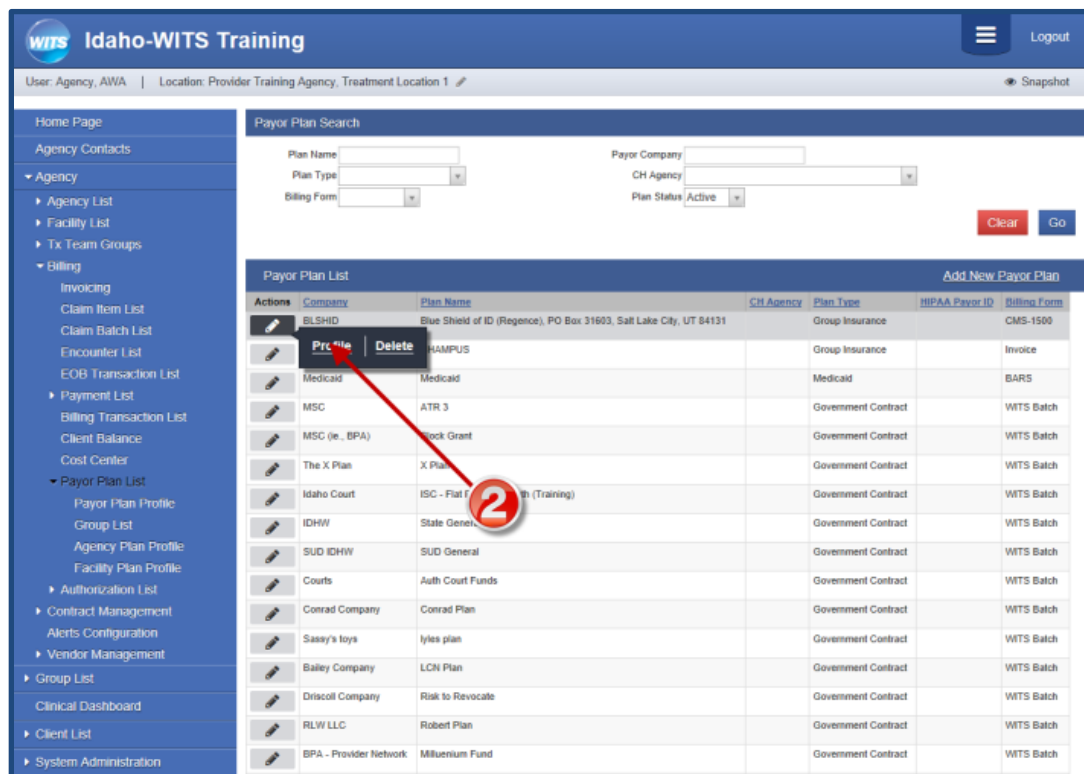 WITS Idaho-WITS Training Logout
User: Agency, AWA | Location: Provider Training Agency, Treatment Location 1 Snapshot
Home Page
Agency Contacts
Agency
Agency List
Facility List
Tx Team Groups
Billing
Invoicing
Claim Item List
Claim Batch List
Encounter List
EOB Transaction List
Payment List
Billing Transaction List
Client Balance
Cost Center
Payor Plan List
Payor Plan Profile
Group List
Agency Plan Profile
Facility Plan Profile
Authorization List
Contract Management
Alerts Configuration
Vendor Management
Group List
Clinical Dashboard
Client List
System Administration
Payor Plan Search
Plan Name Payor Company
Plan Type CH Agency
Billing Form Plan Status Active
Clear Go
Payor Plan List Add New Payor Plan
Actions Company Plan Name CH Agency Plan Type HIPAA Payor ID Billing Form
BLSHID Blue Shield of ID (Regence), PO Box 31603, Salt Lake City, UT 84131 Group Insurance CMS-1500
Profile | Delete HAMPUS Group Insurance Invoice
Medicaid Medicaid Medicaid BARS
MSC ATR 3 Government Contract WITS Batch
MSC (ie., BPA) Block Grant Government Contract WITS Batch
The X Plan X Plan Government Contract WITS Batch
Idaho Court ISC - Flat (Training) Government Contract WITS Batch
2
IDHW State Government Contract WITS Batch
SUD IDHW SUD General Government Contract WITS Batch
Courts Auth Court Funds Government Contract WITS Batch
Conrad Company Conrad Plan Government Contract WITS Batch
Sassy's toys lyles plan Government Contract WITS Batch
Bailey Company LCN Plan Government Contract WITS Batch
Driscoll Company Risk to Revocate Government Contract WITS Batch
RLW LLC Robert Plan Government Contract WITS Batch
BPA - Provider Network Milluenium Fund Government Contract WITS Batch